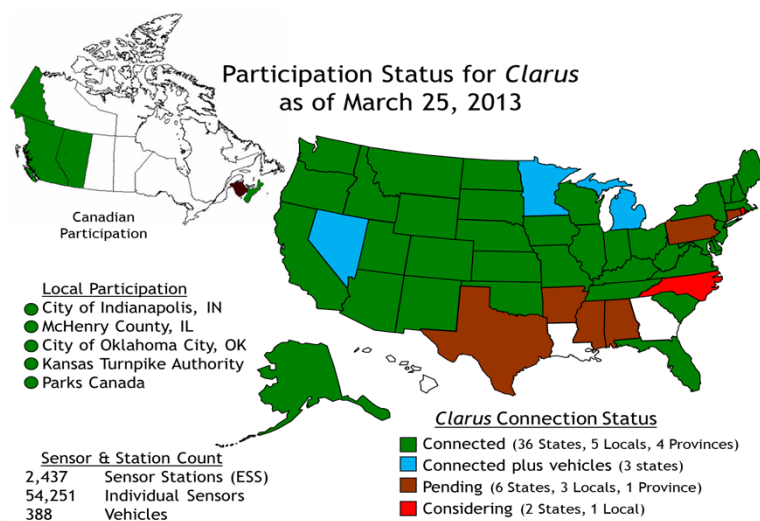 Participation Status for Clarus
as of March 25, 2013
Canadian
Participation
Local Participation
City of Indianapolis, IN
McHenry County, IL
City of Oklahoma City, OK
Kansas Turnpike Authority
Parks Canada
Sensor & Station Count
2,437 Sensor Stations (ESS)
54,251 Individual Sensors
388 Vehicles
Clarus Connection Status
Connected (36 States, 5 Locals, 4 Provinces)
Connected plus vehicles (3 states)
Pending (6 States, 3 Locals, 1 Province)
Considering (2 States, 1 Local)